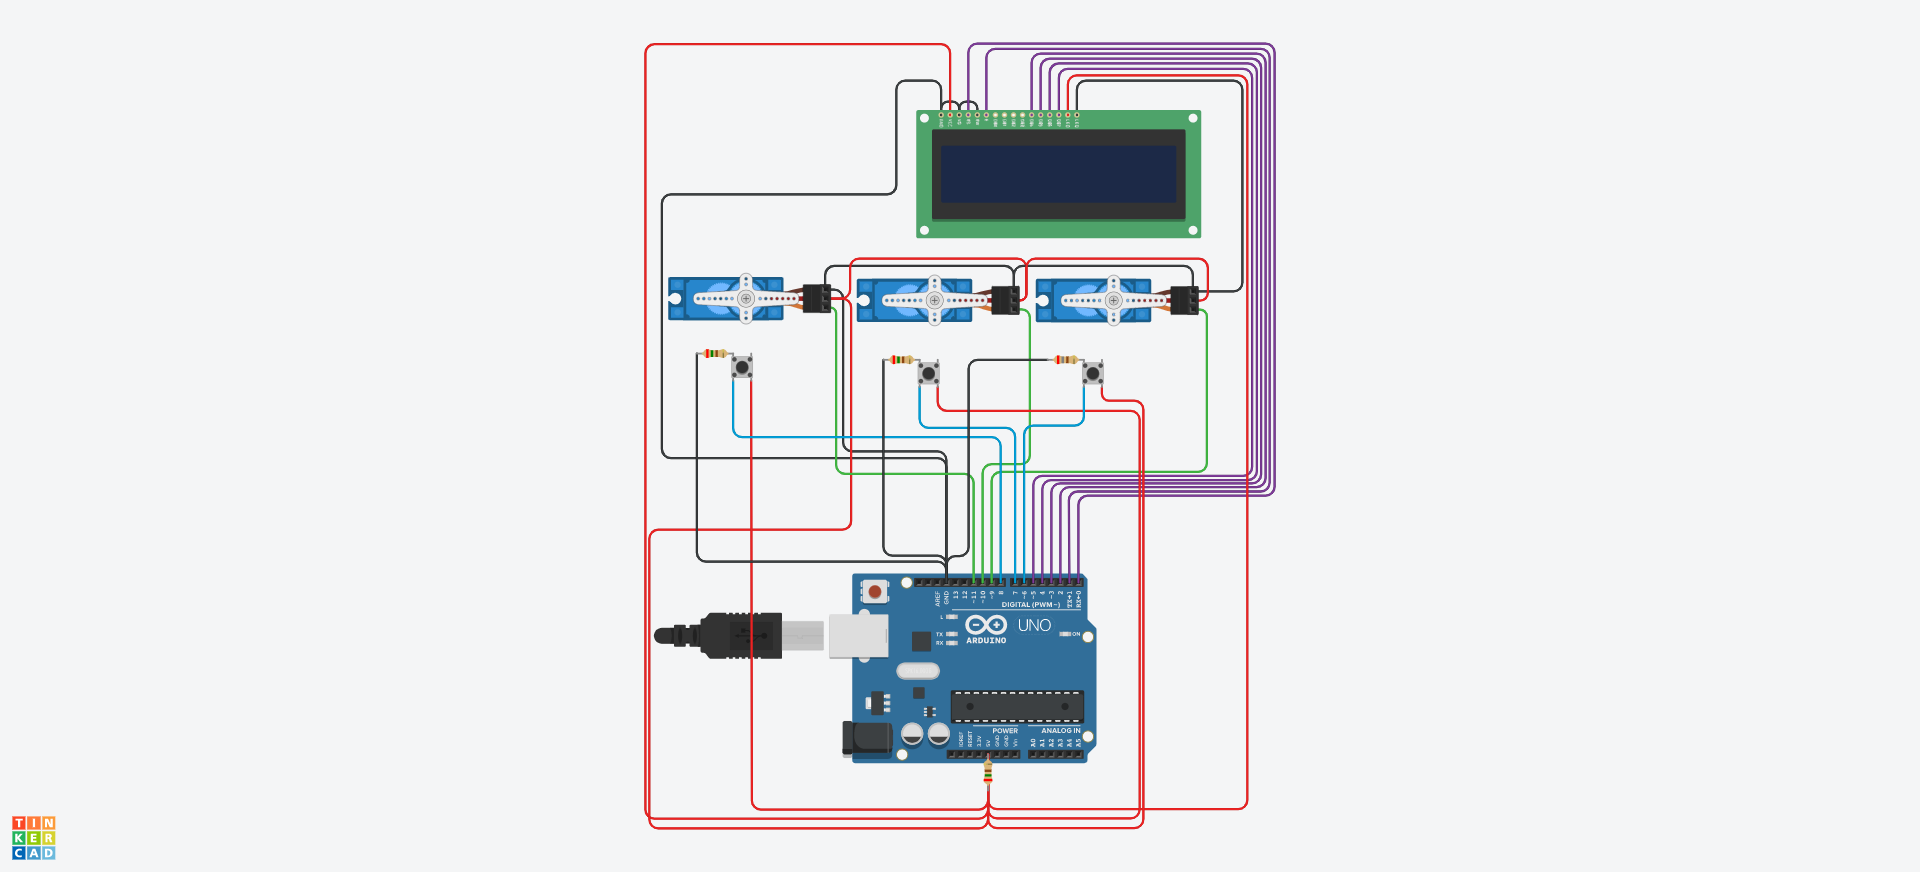 AREF
GND
13
12
~11
~10
~9
8
7
~6
~5
4
~3
2
TX→1
RX←0
DIGITAL (PWM~)
L
TX
RX
ARDUINO
UNO
ON
POWER
ANALOG IN
IOREF
RESET
3.3V
5V
GND
GND
Vin
A0
A1
A2
A3
A4
A5
TIN
KER
CAD